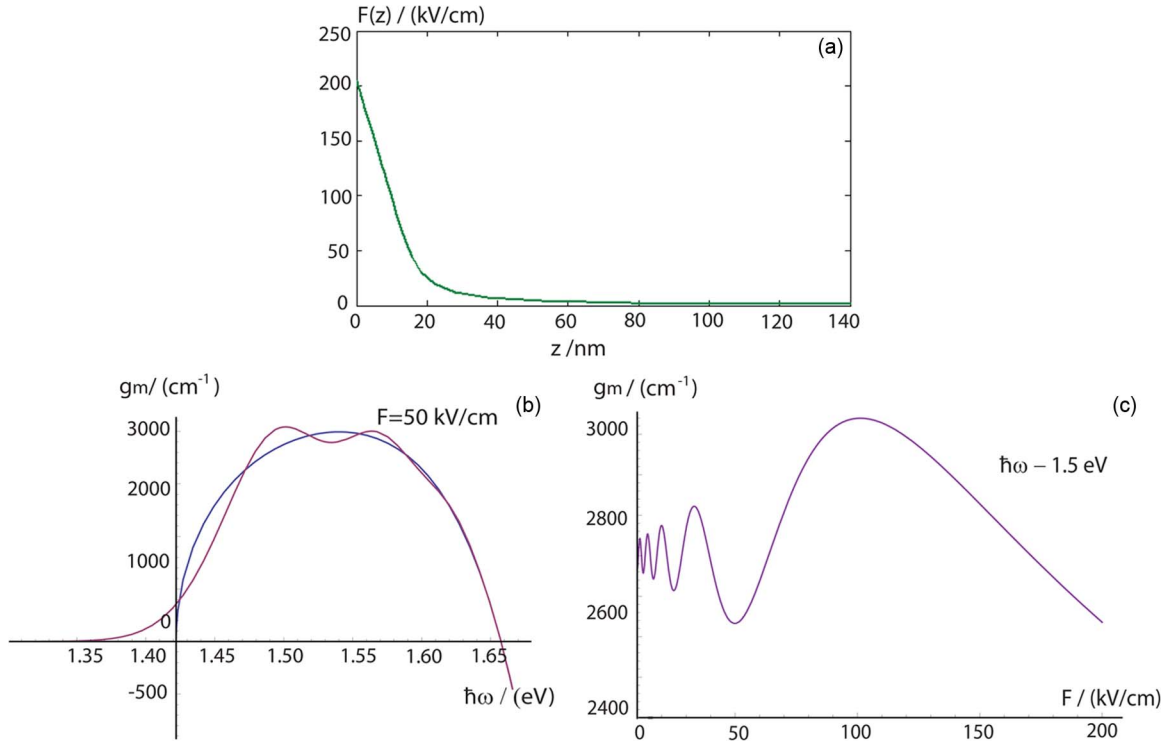 F(z) / (kV/cm)
(a)
250
200
150
100
50
0
0 20 40 60 80 100 120 140
z /nm
gm/ (cm-1)
F=50 kV/cm
(b)
3000
2000
1000
0
1.35 1.40 1.45 1.50 1.55 1.60 1.65
-500
ħω / (eV)
gm / (cm-1)
(c)
3000
ħω – 1.5 eV
2800
2600
2400
F / (kV/cm)
0 50 100 150 200